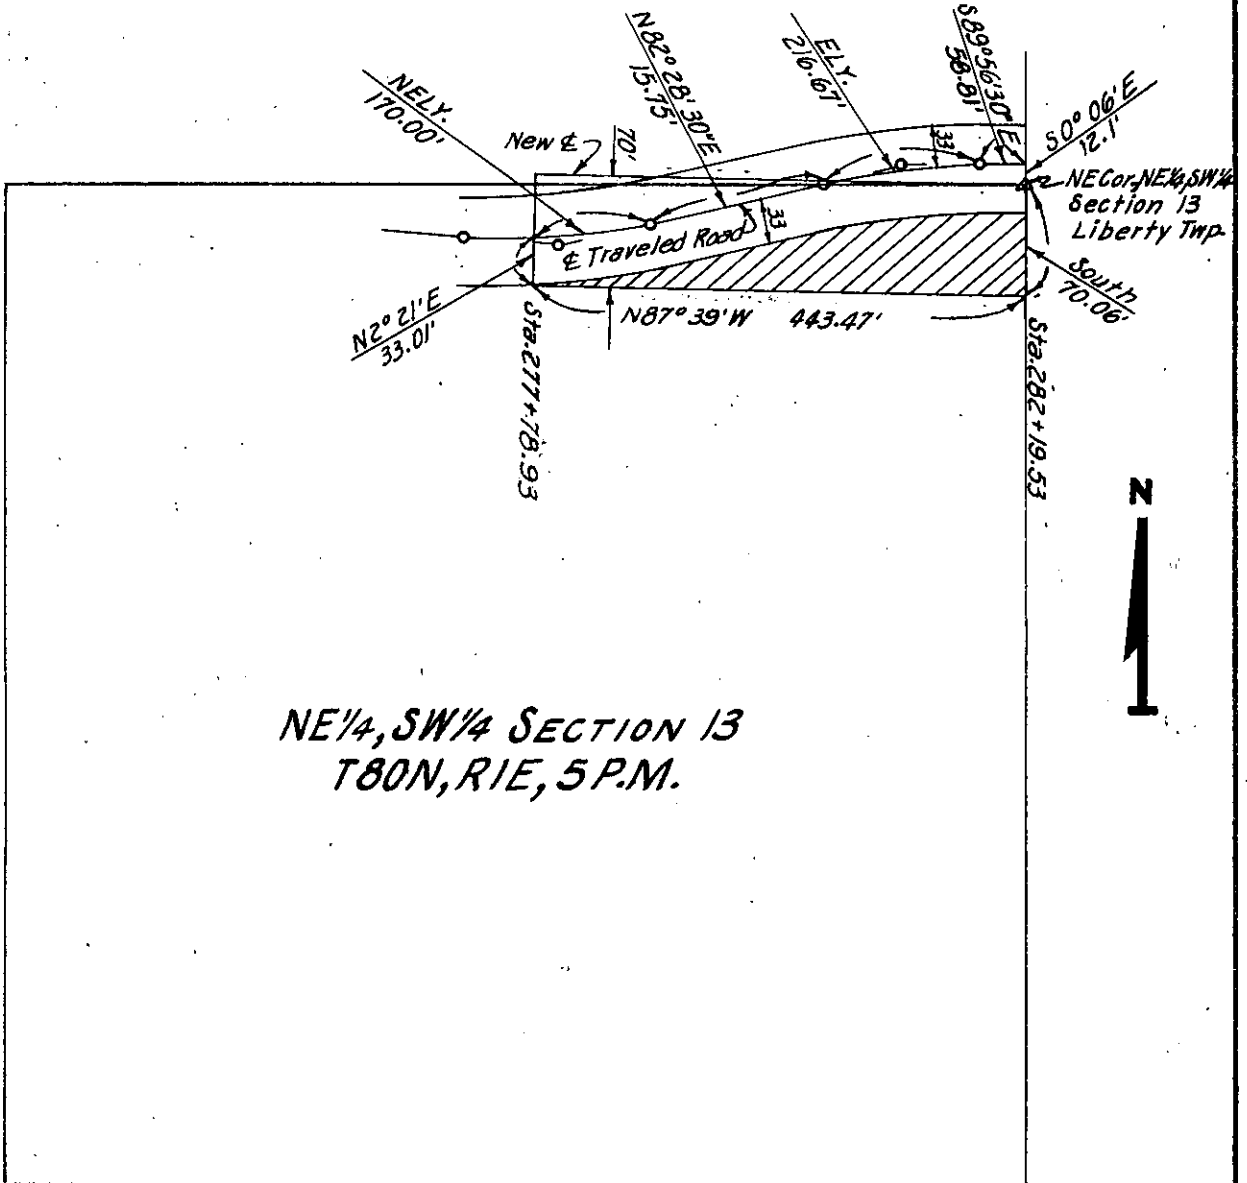 NELY.
170.00'
N82°28'30"E
15.75'
ELY.
216.67'
S89°56'30"E
58.81'
S0°06'E
12.1'
New ℄
70'
33
NE Cor. NE¼, SW¼
Section 13
Liberty Twp.
℄ Traveled Road
33
South
70.06'
N2°21'E
33.01'
N87°39'W 443.47'
Sta. 277+78.93
Sta. 282+19.53
N
NE¼, SW¼ SECTION 13
T80N, R1E, 5 P.M.